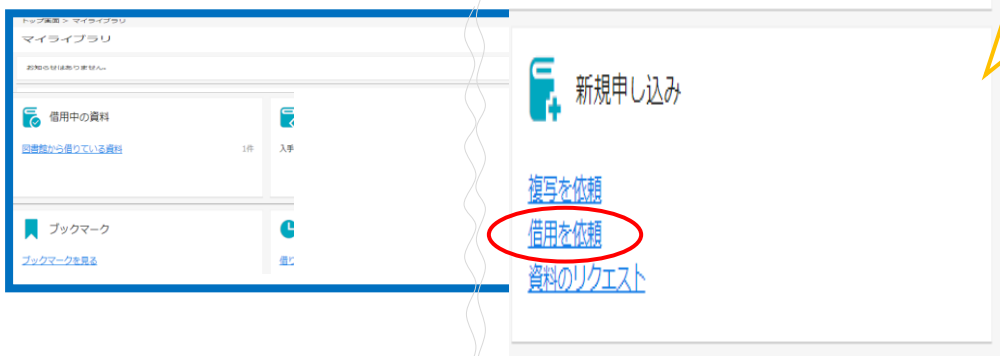 トップ画面 > マイライブラリ
マイライブラリ
お知らせはありません。
借用中の資料
図書館から借りている資料
1件
入手
ブックマーク
ブックマークを見る
借り
新規申し込み
複写を依頼
借用を依頼
資料のリクエスト